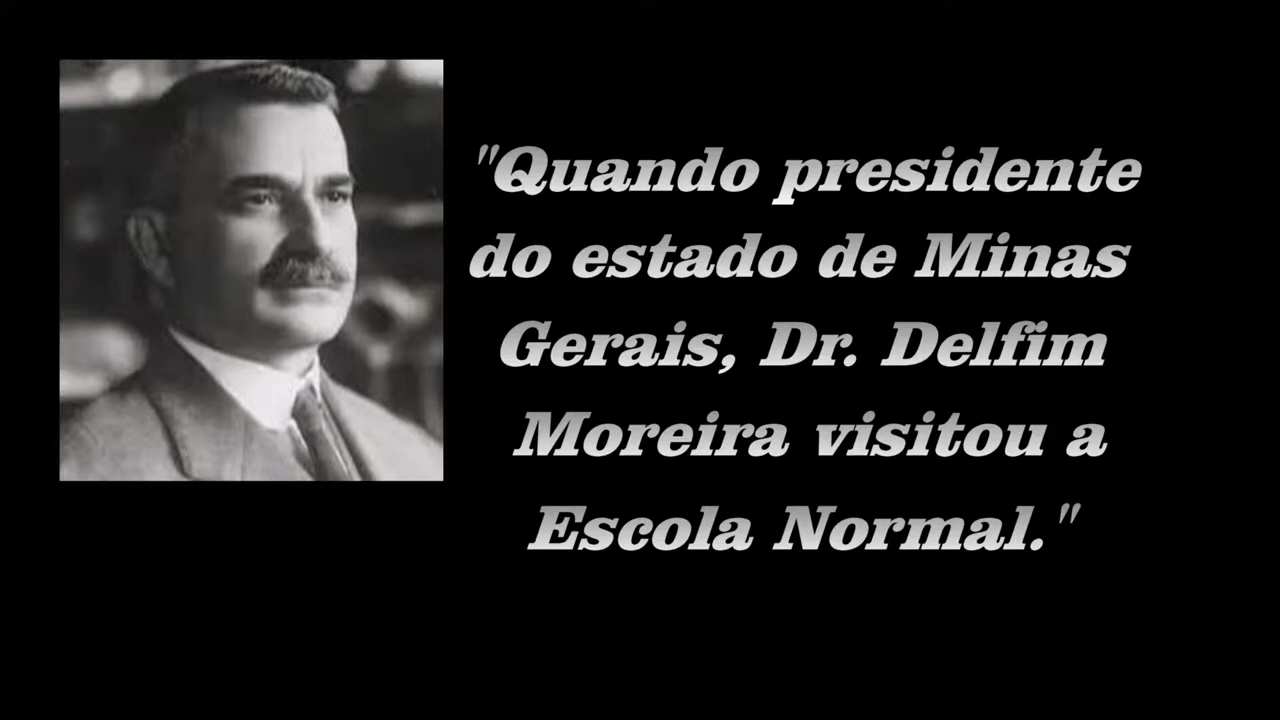 "Quando presidente
do estado de Minas
Gerais, Dr. Delfim
Moreira visitou a
Escola Normal."